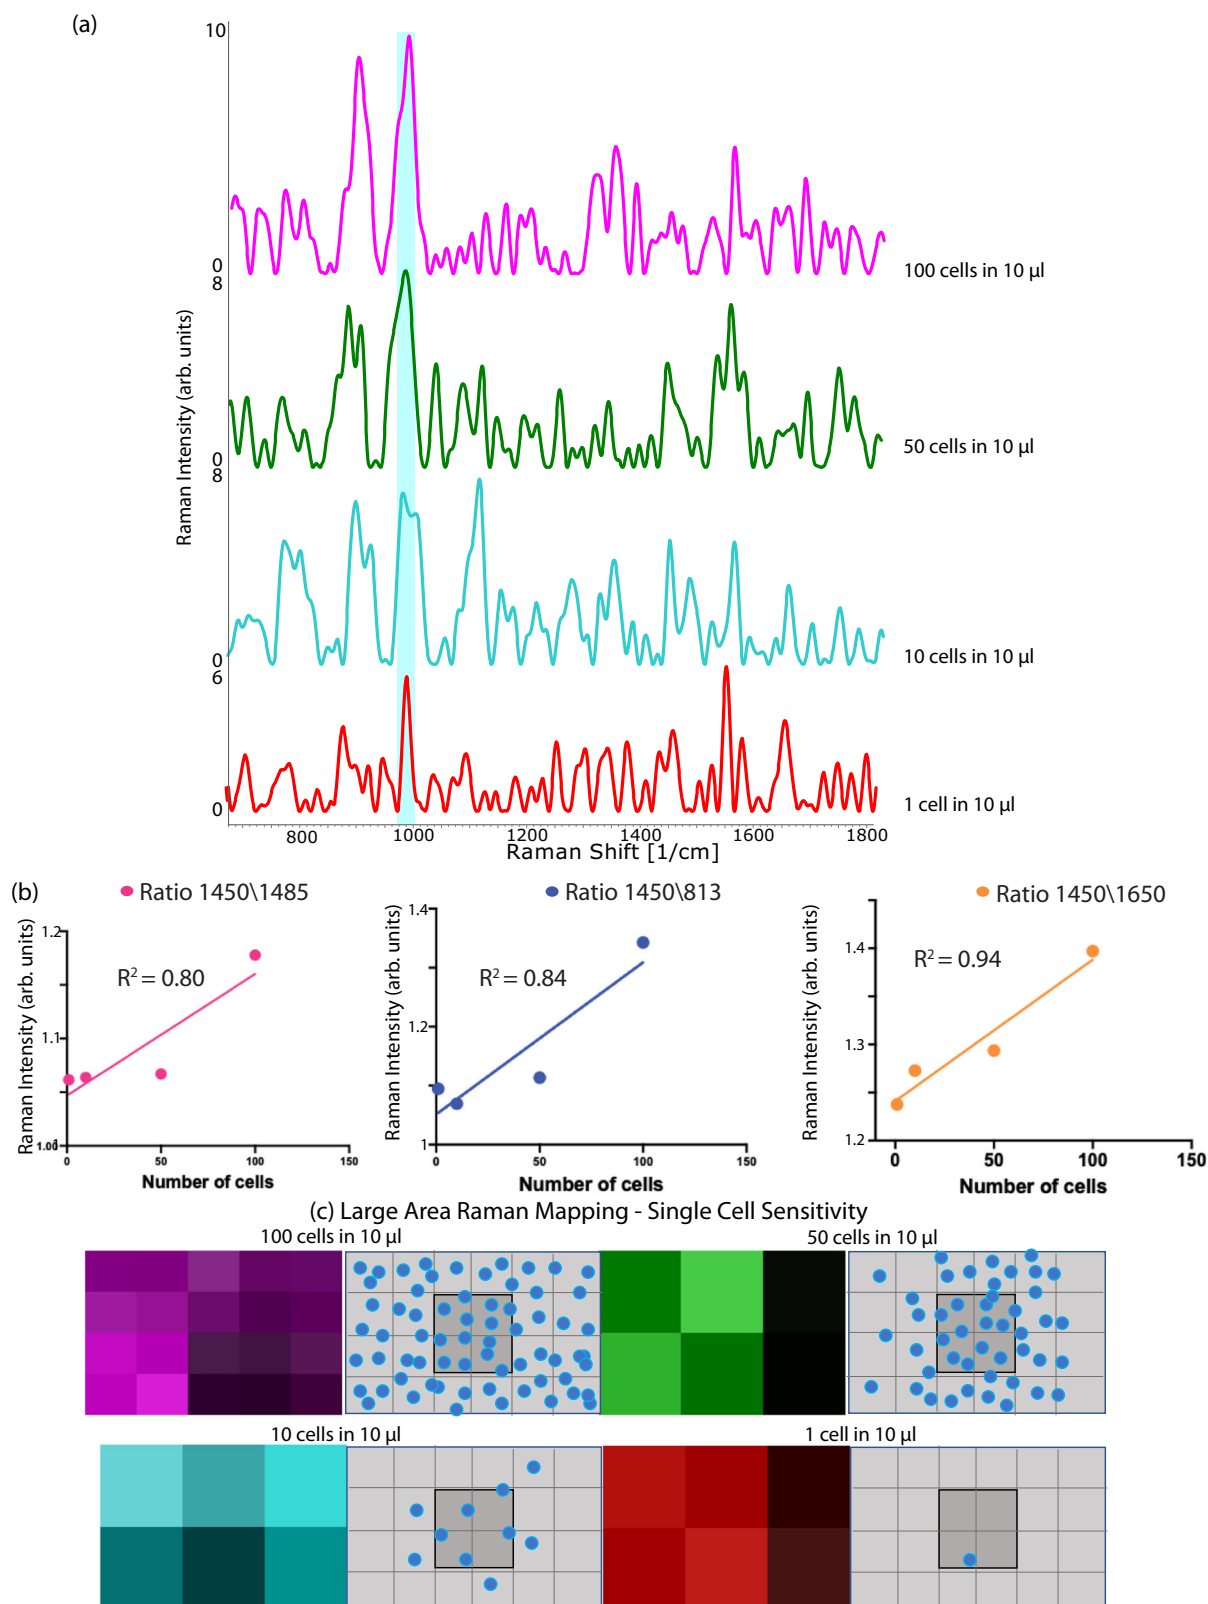 (a)
10
Raman Intensity (arb. units)
0
8
100 cells in 10 µl
0
8
50 cells in 10 µl
0
6
10 cells in 10 µl
0
1 cell in 10 µl
800 1000 1200 1400 1600 1800
Raman Shift [1/cm]
(b)
Ratio 1450\1485
Raman Intensity (arb. units)
1.2
R² = 0.80
1.1
0 50 100 150
Number of cells
Ratio 1450\813
Raman Intensity (arb. units)
1.4
R² = 0.84
1.2
1
0 50 100 150
Number of cells
Ratio 1450\1650
Raman Intensity (arb. units)
1.4
R² = 0.94
1.3
1.2
0 50 100 150
Number of cells
(c) Large Area Raman Mapping - Single Cell Sensitivity
100 cells in 10 µl
50 cells in 10 µl
10 cells in 10 µl
1 cell in 10 µl